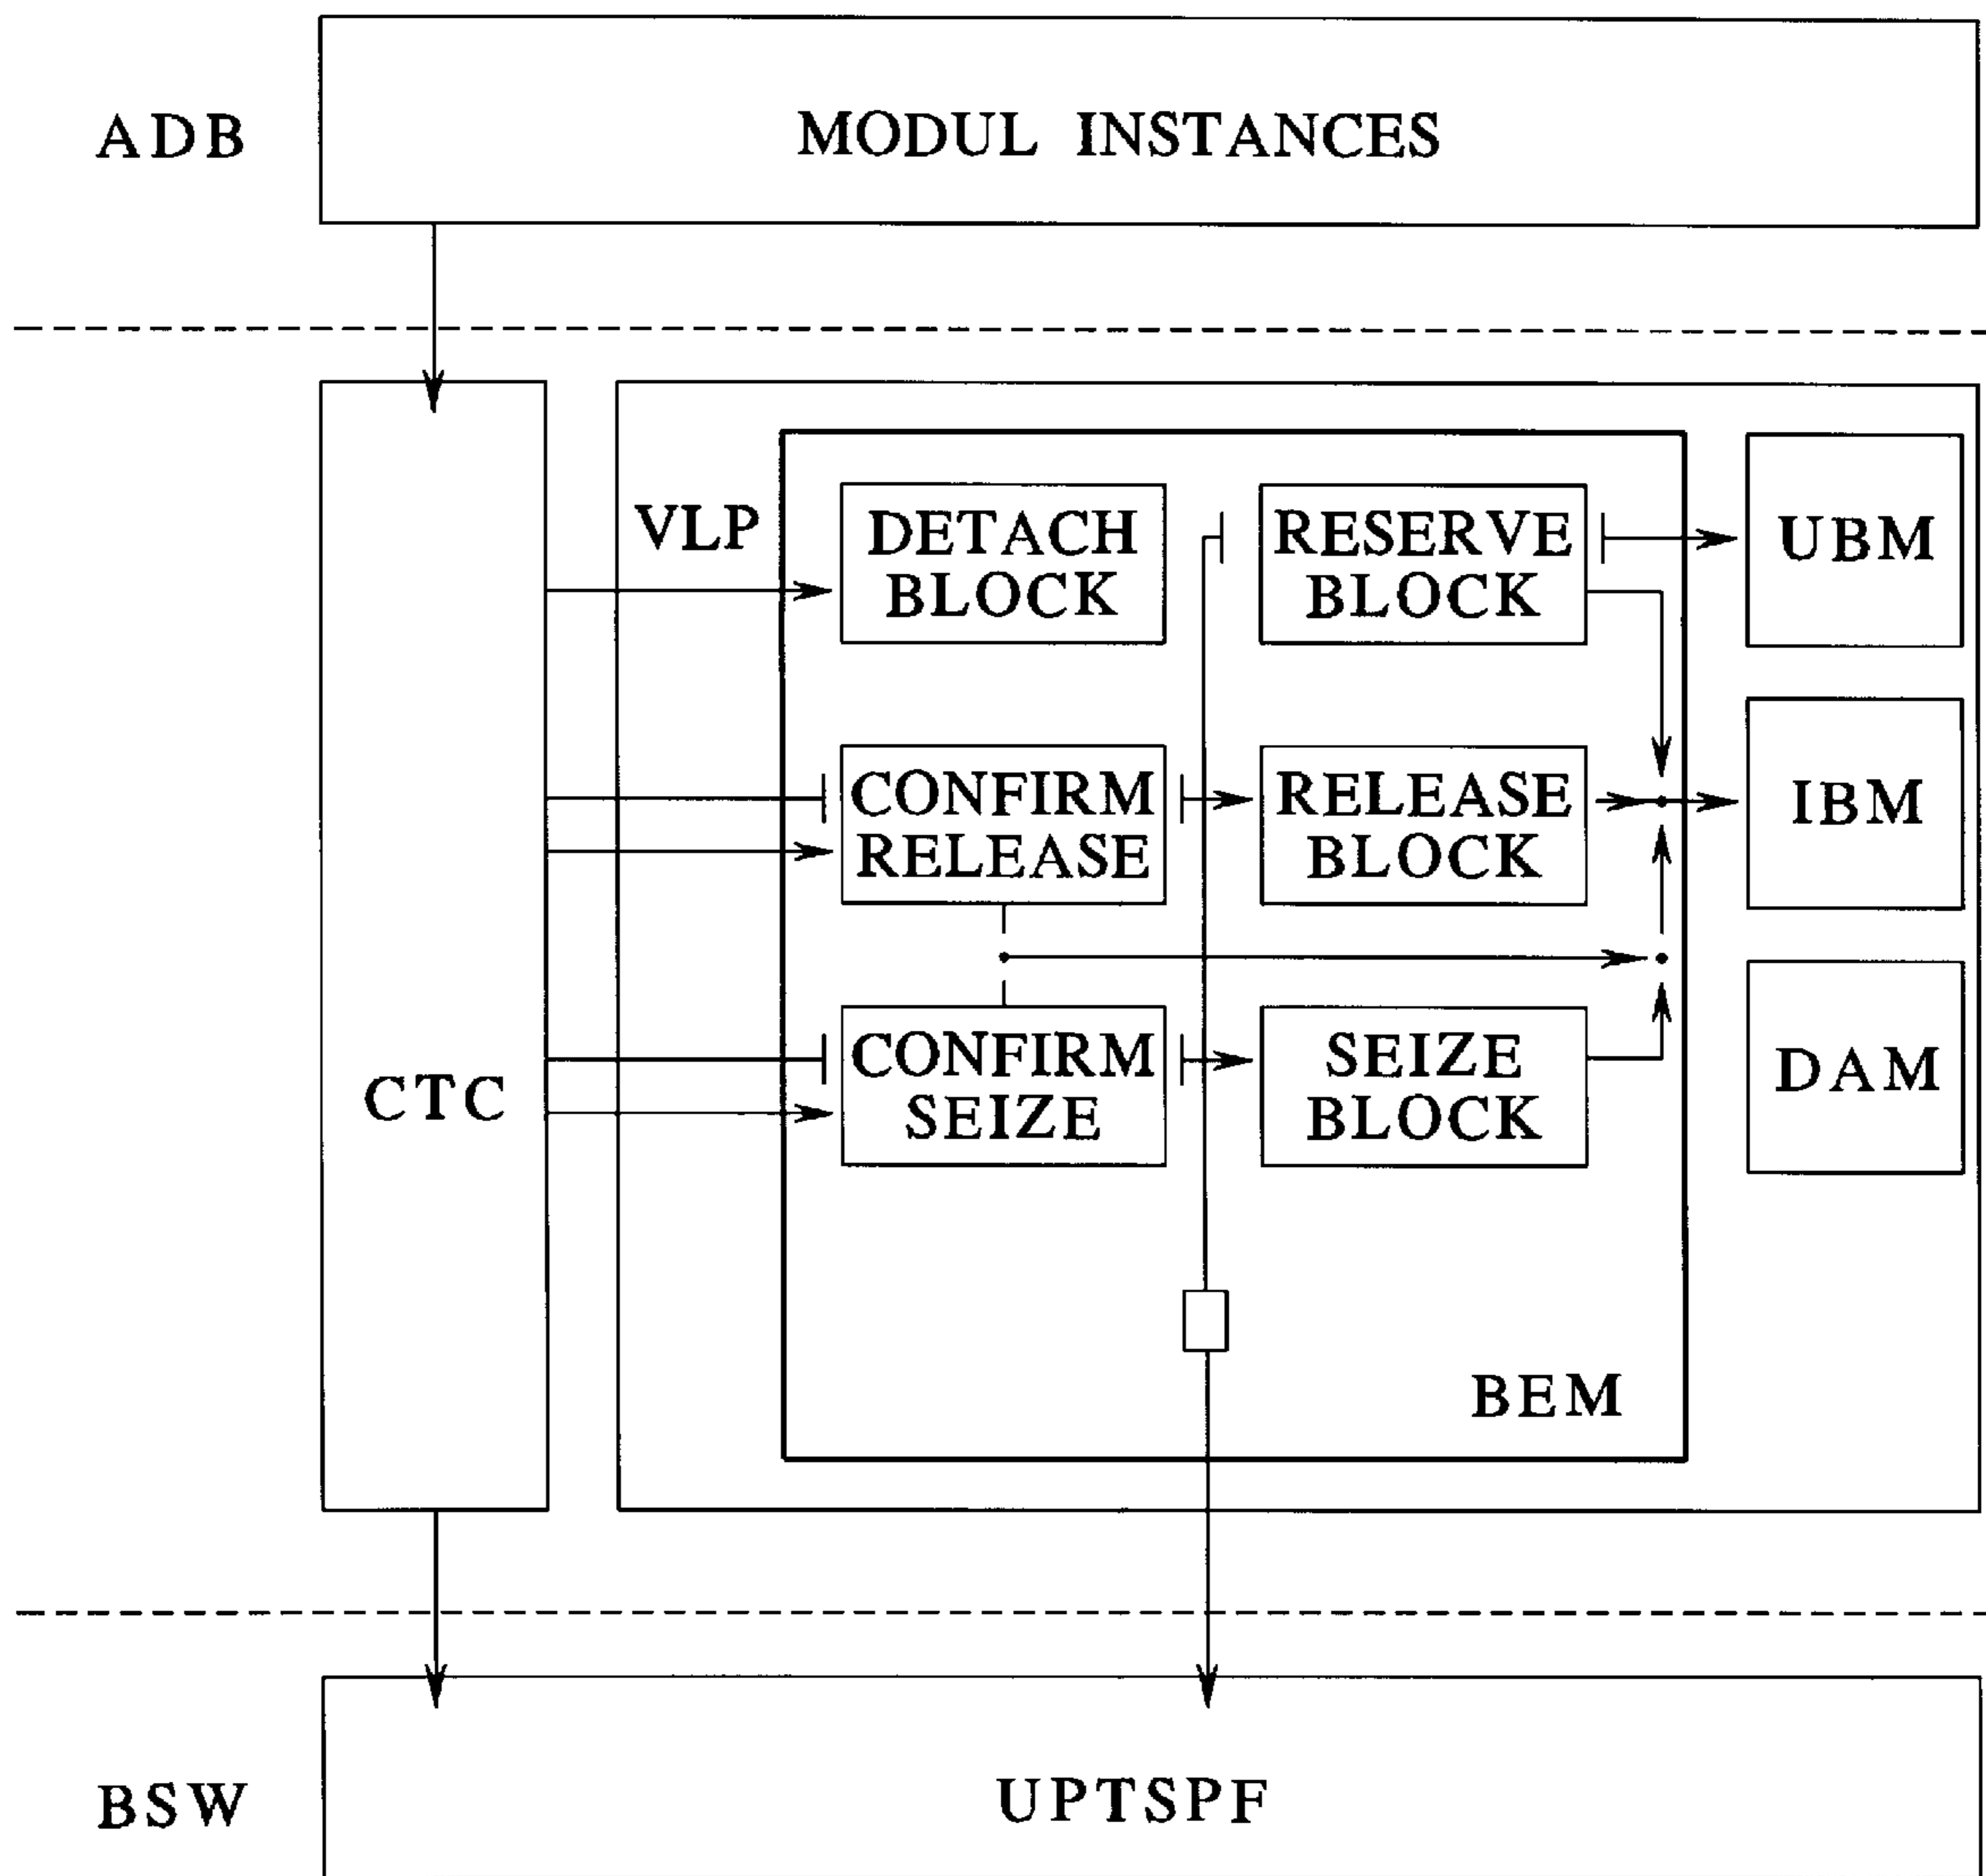 ADB
MODUL INSTANCES
VLP
DETACH
BLOCK
RESERVE
BLOCK
UBM
CONFIRM
RELEASE
RELEASE
BLOCK
IBM
CTC
CONFIRM
SEIZE
SEIZE
BLOCK
DAM
BEM
BSW
UPTSPF